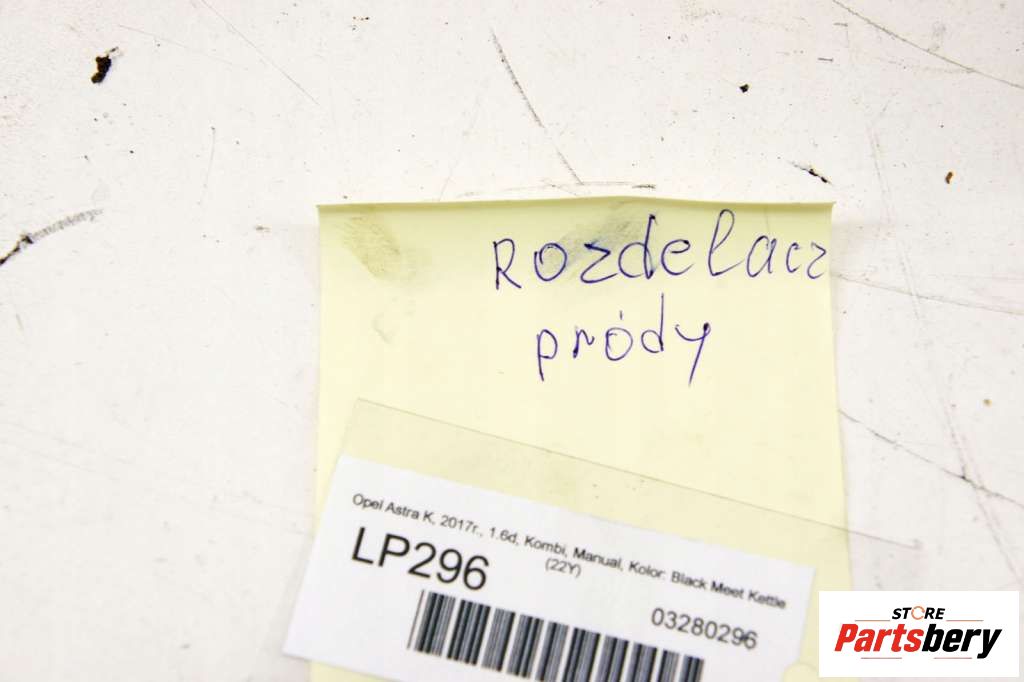 Rozdelacz
pródy
Opel Astra K, 2017r., 1.6d, Kombi, Manual, Kolor: Black Meet Kettle
(22Y)
LP296
03280296
STORE
Partsbery